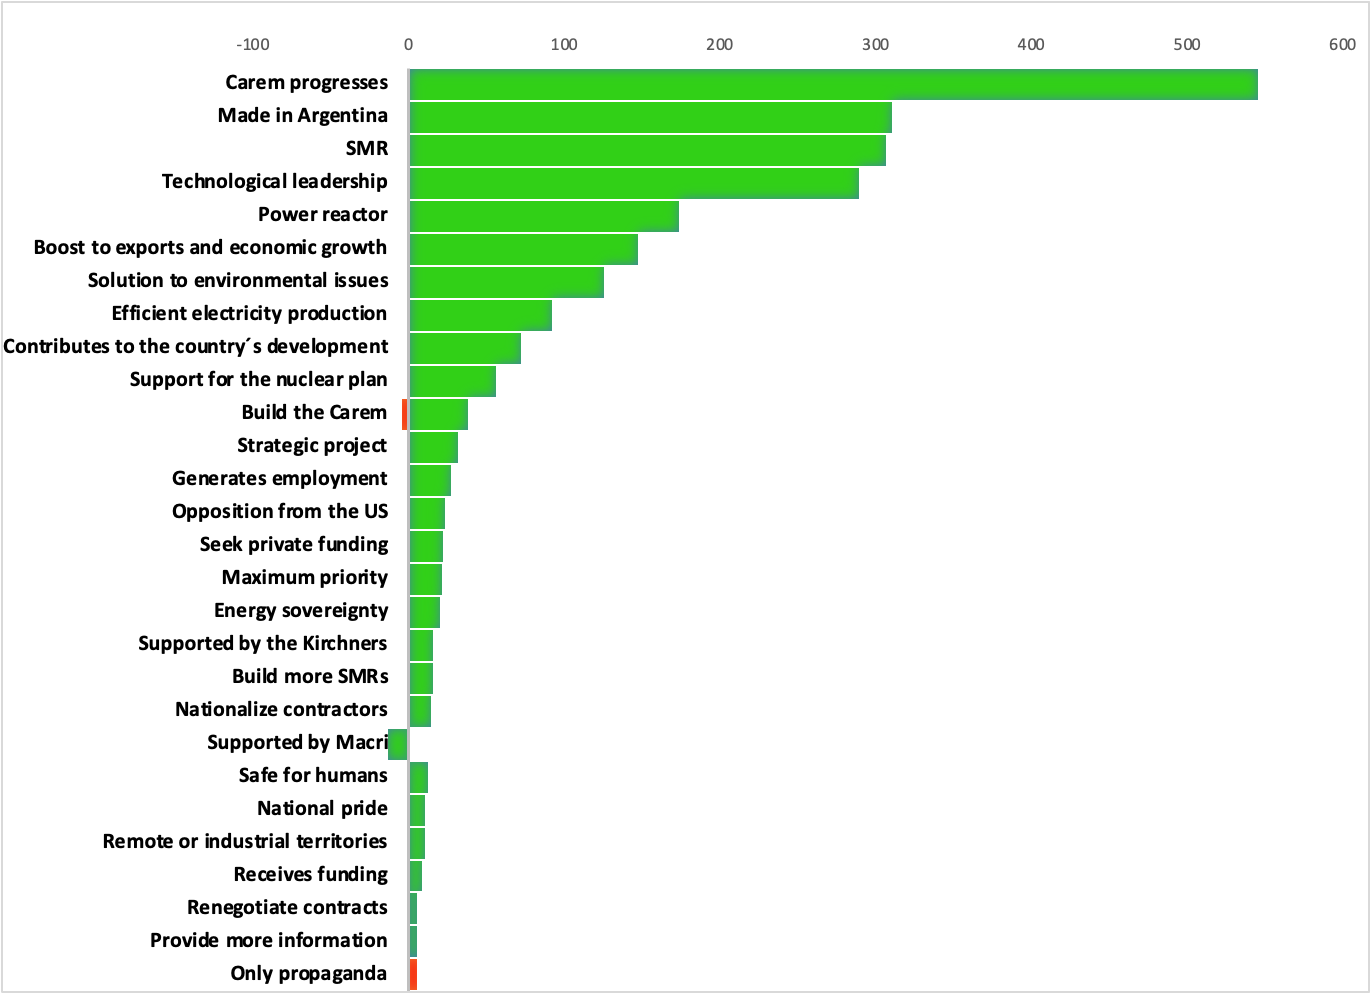 -100 0 100 200 300 400 500 600
Carem progresses
Made in Argentina
SMR
Technological leadership
Power reactor
Boost to exports and economic growth
Solution to environmental issues
Efficient electricity production
Contributes to the country´s development
Support for the nuclear plan
Build the Carem
Strategic project
Generates employment
Opposition from the US
Seek private funding
Maximum priority
Energy sovereignty
Supported by the Kirchners
Build more SMRs
Nationalize contractors
Supported by Macri
Safe for humans
National pride
Remote or industrial territories
Receives funding
Renegotiate contracts
Provide more information
Only propaganda